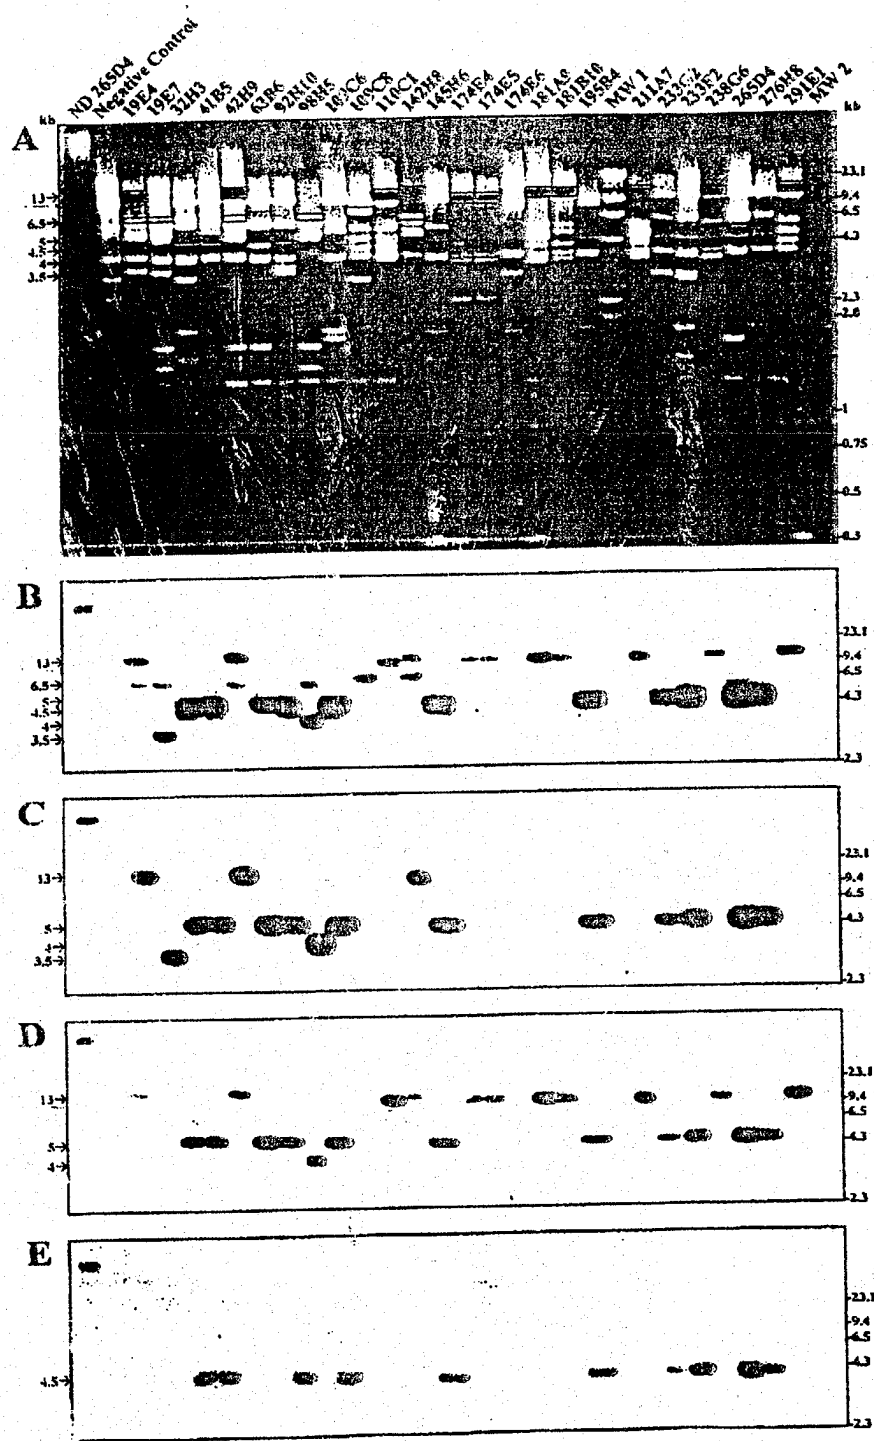 ND 265D4
Negative Control
19E4
19E7
32H3
41B5
42H9
63B6
92N10
98H5
103C6
109C8
110C1
142H8
145H6
174E4
174E5
174E6
181A8
181B10
195B4
MW 1
211A7
233G2
233F2
238G6
265D4
276H8
291E1
MW 2
A
kb
13
6.5
5
4.5
4
3.5
kb
-23.1
-9.4
-6.5
-4.3
-2.3
-2.0
-1
-0.75
-0.5
-0.3
B
13
6.5
5
4.5
4
3.5
-23.1
-9.4
-6.5
-4.3
-2.3
C
13
5
4
3.5
-23.1
-9.4
-6.5
-4.3
-2.3
D
13
5
4
-23.1
-9.4
-6.5
-4.3
-2.3
E
4.5
-23.1
-9.4
-6.5
-4.3
-2.3